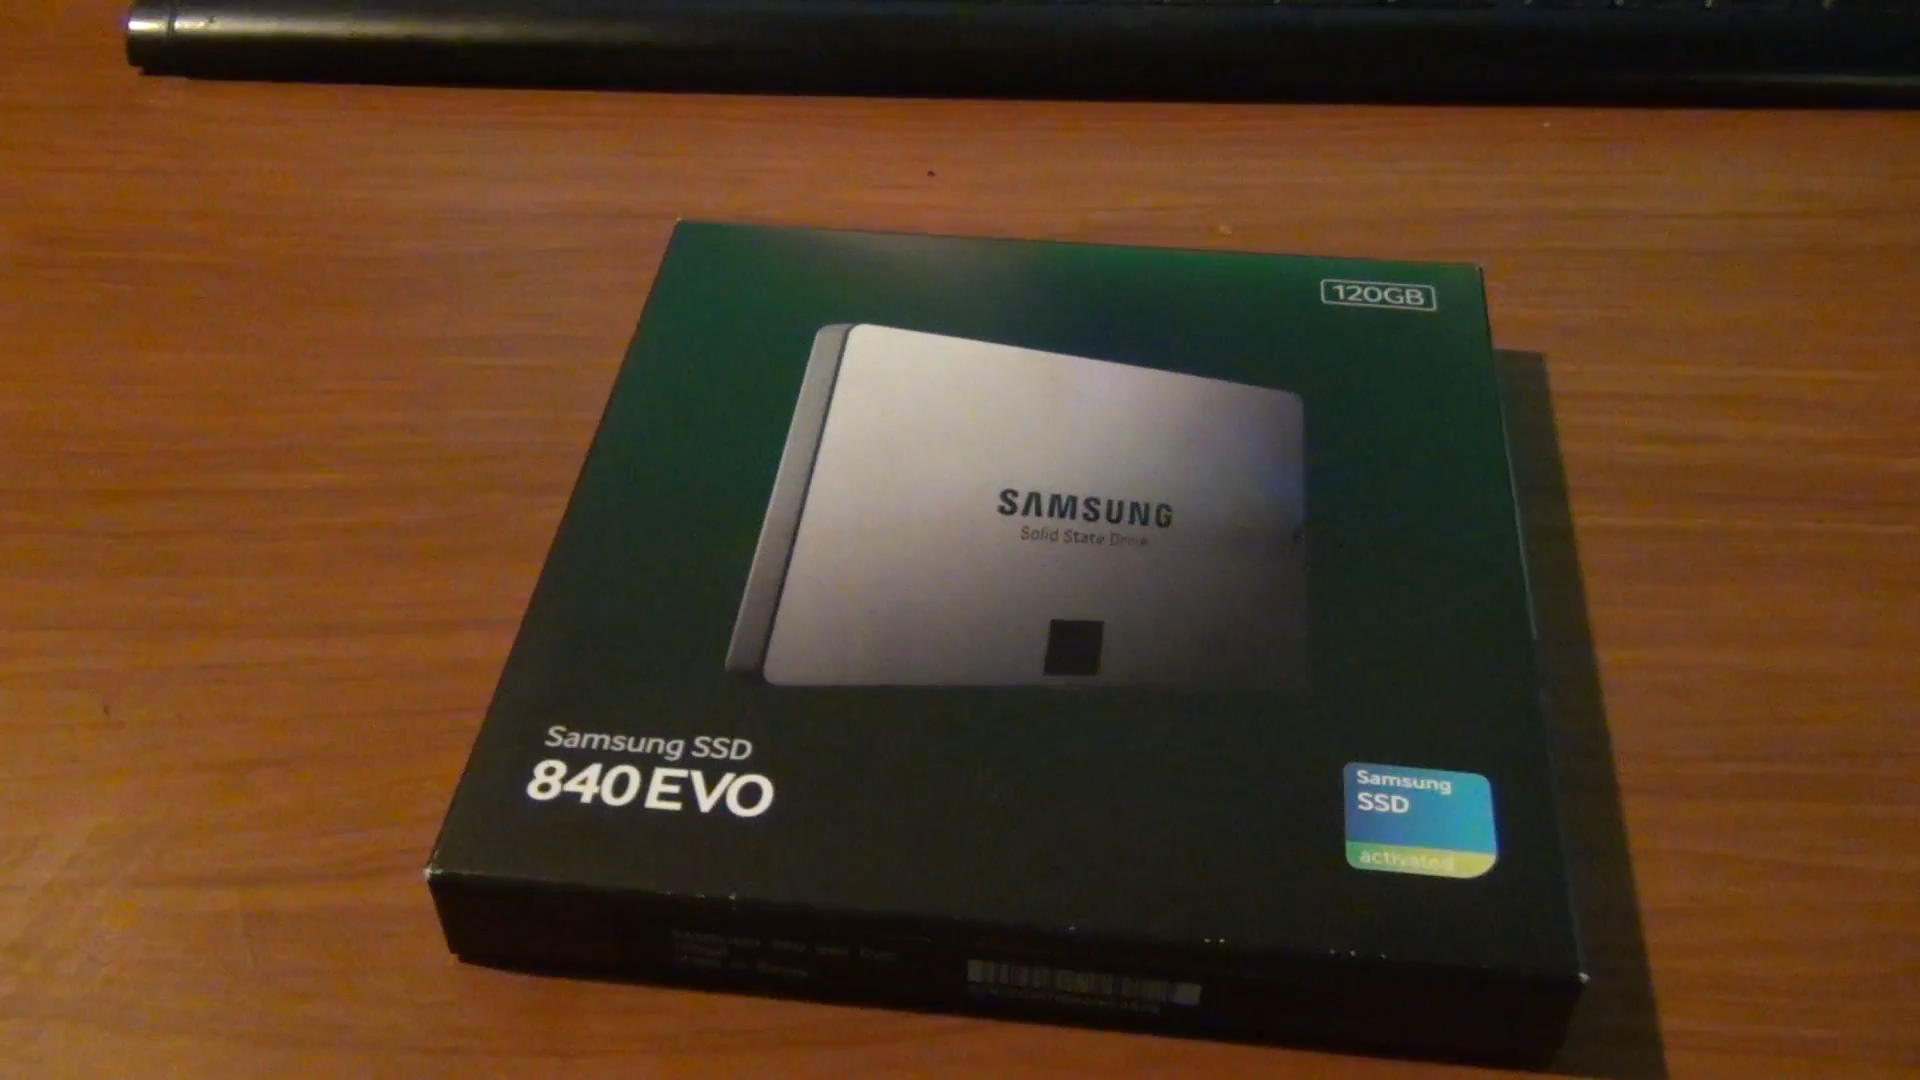 120GB
SAMSUNG
Solid State Drive
Samsung SSD
840 EVO
Samsung
SSD
activated